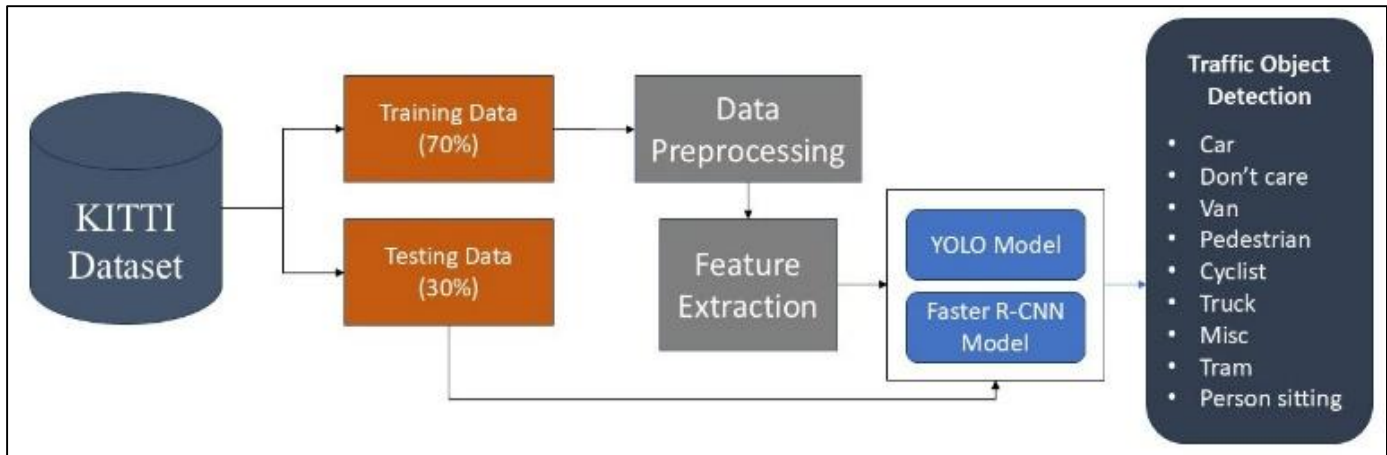 KITTI
Dataset
Training Data
(70%)
Testing Data
(30%)
Data
Preprocessing
Feature
Extraction
YOLO Model
Faster R-CNN
Model
Traffic Object
Detection
• Car
• Don’t care
• Van
• Pedestrian
• Cyclist
• Truck
• Misc
• Tram
• Person sitting